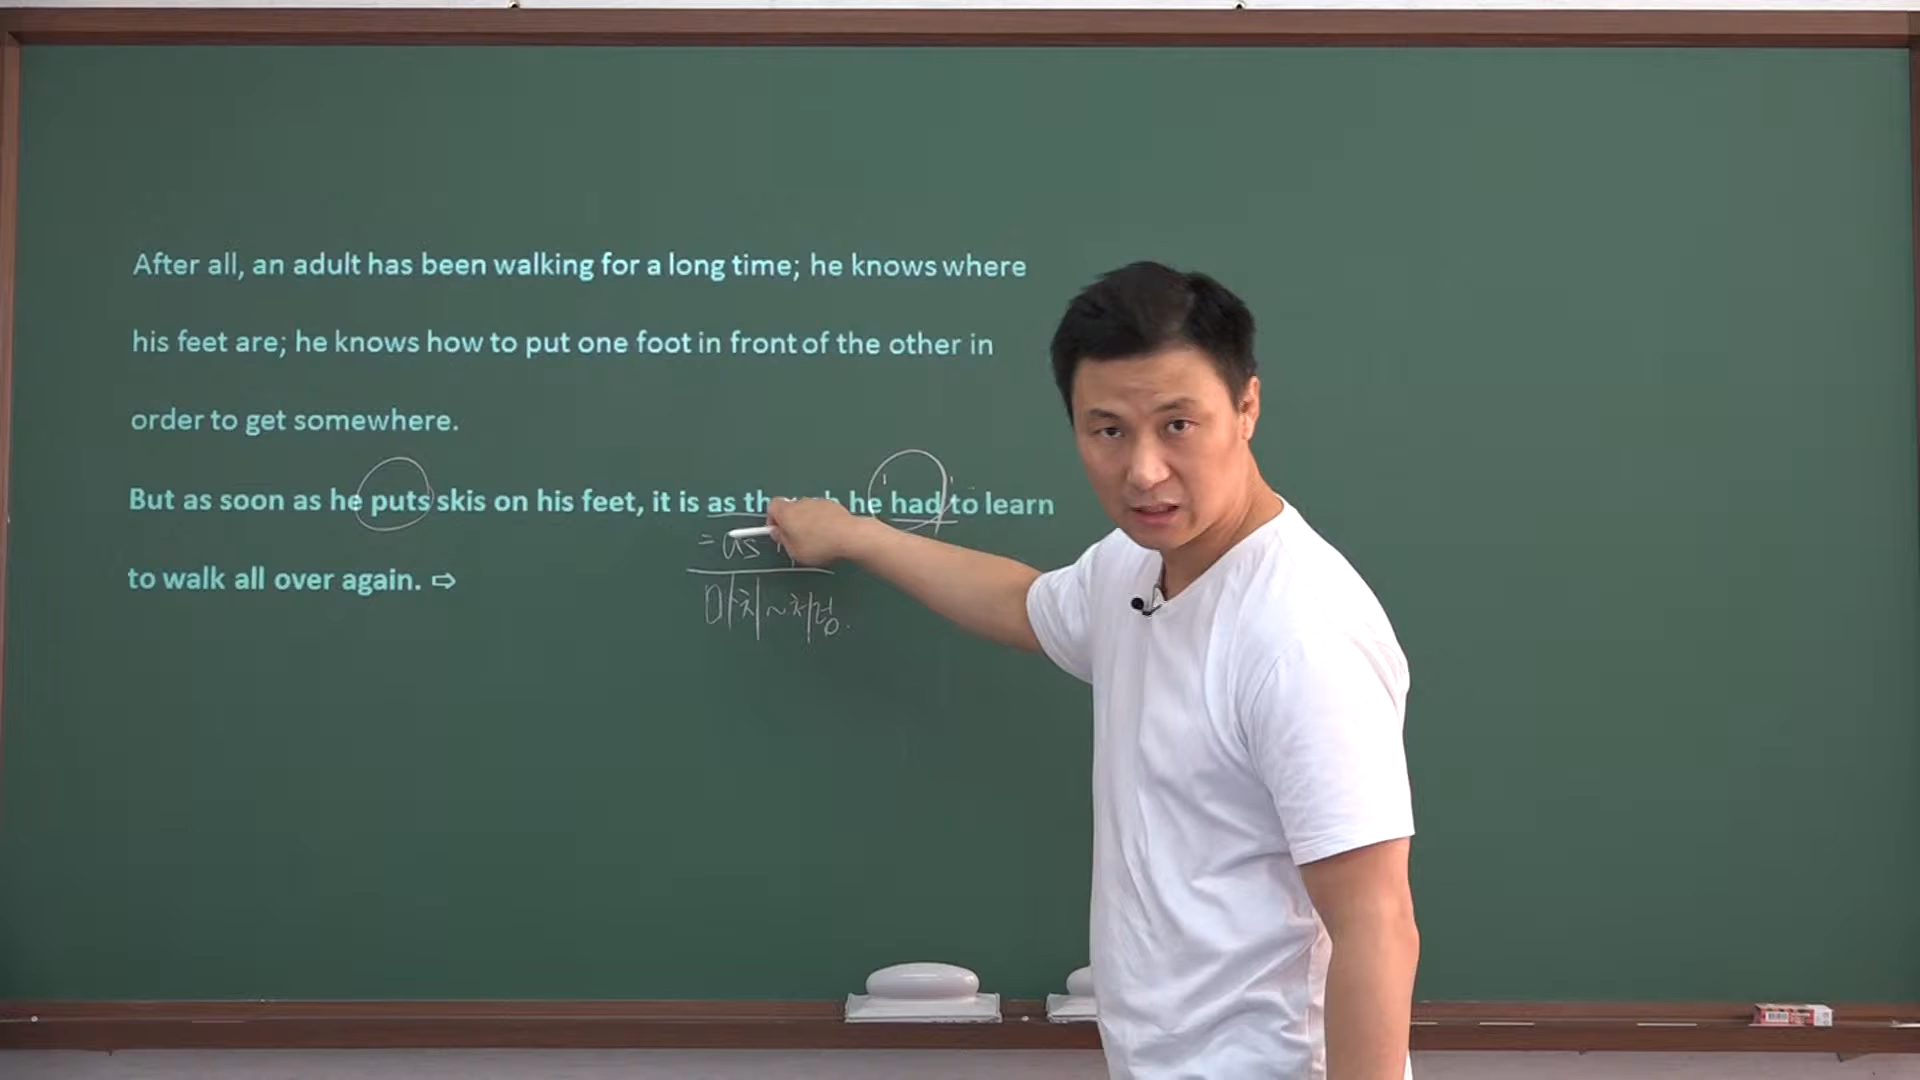 After all, an adult has been walking for a long time; he knows where
his feet are; he knows how to put one foot in front of the other in
order to get somewhere.
But as soon as he puts skis on his feet, it is as he had to learn
= as
to walk all over again. ⇨
마치~처럼.